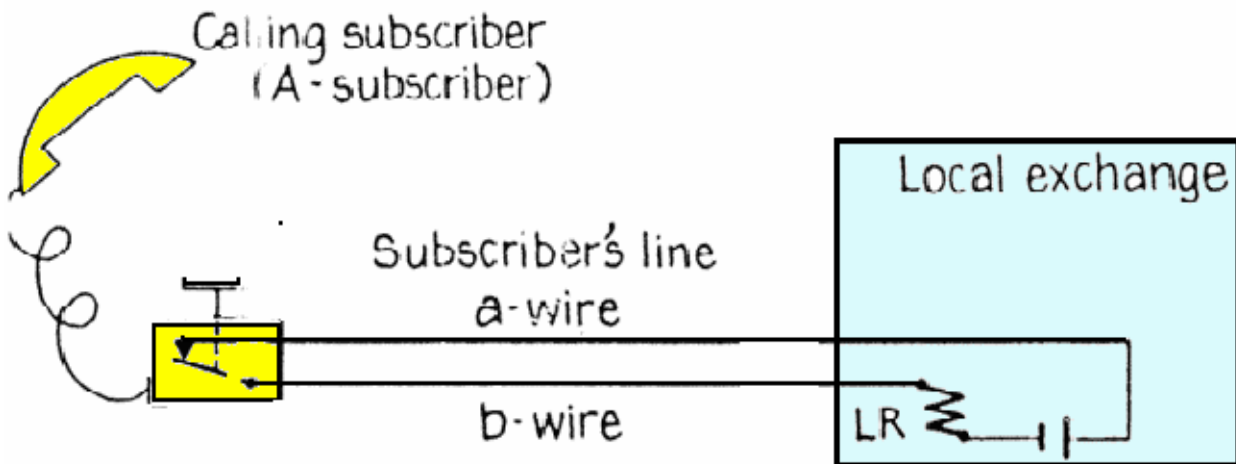 Calling subscriber
(A-subscriber)
Local exchange
Subscriber's line
a-wire
b-wire
LR